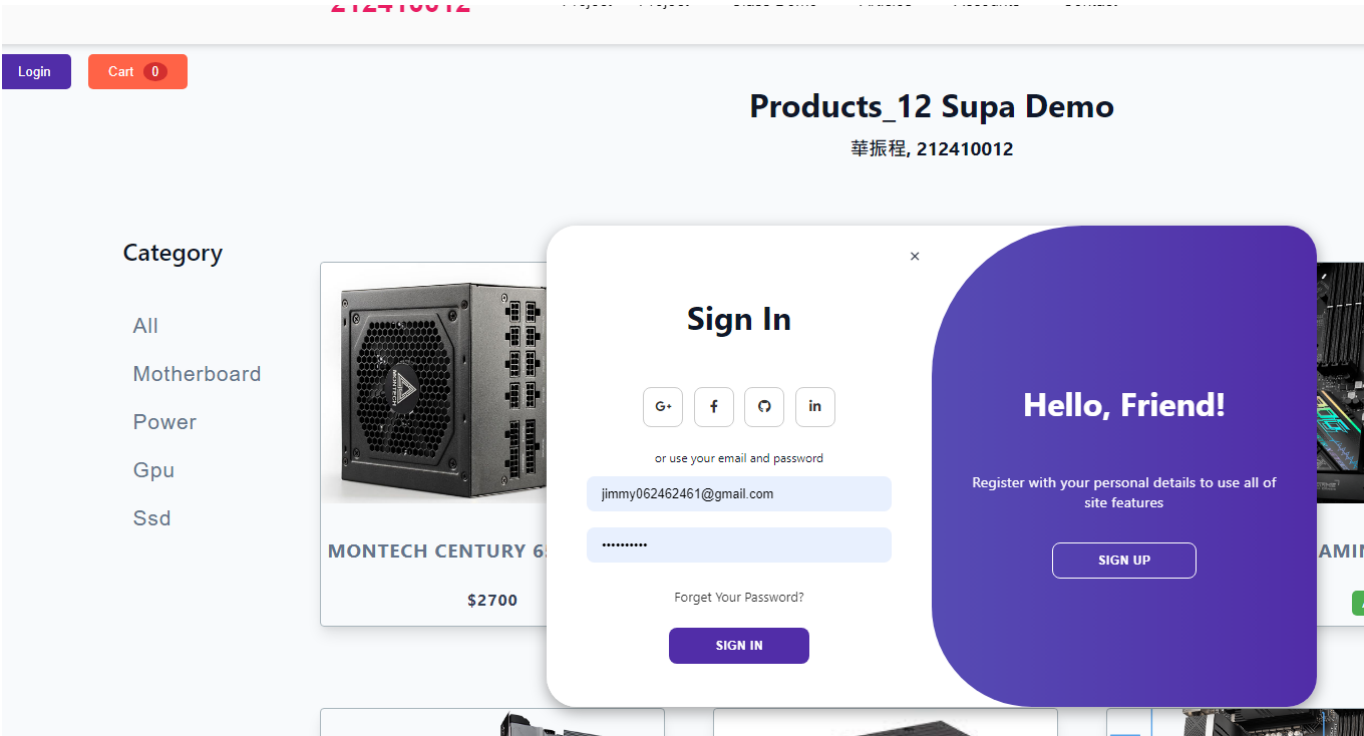 212410012
Login
Cart 0
Products_12 Supa Demo
華振程, 212410012
Category
All
Motherboard
Power
Gpu
Ssd
MONTECH
MONTECH CENTURY
$2700
×
Sign In
G+
f
in
or use your email and password
jimmy062462461@gmail.com
••••••••••
Forget Your Password?
SIGN IN
Hello, Friend!
Register with your personal details to use all of
site features
SIGN UP